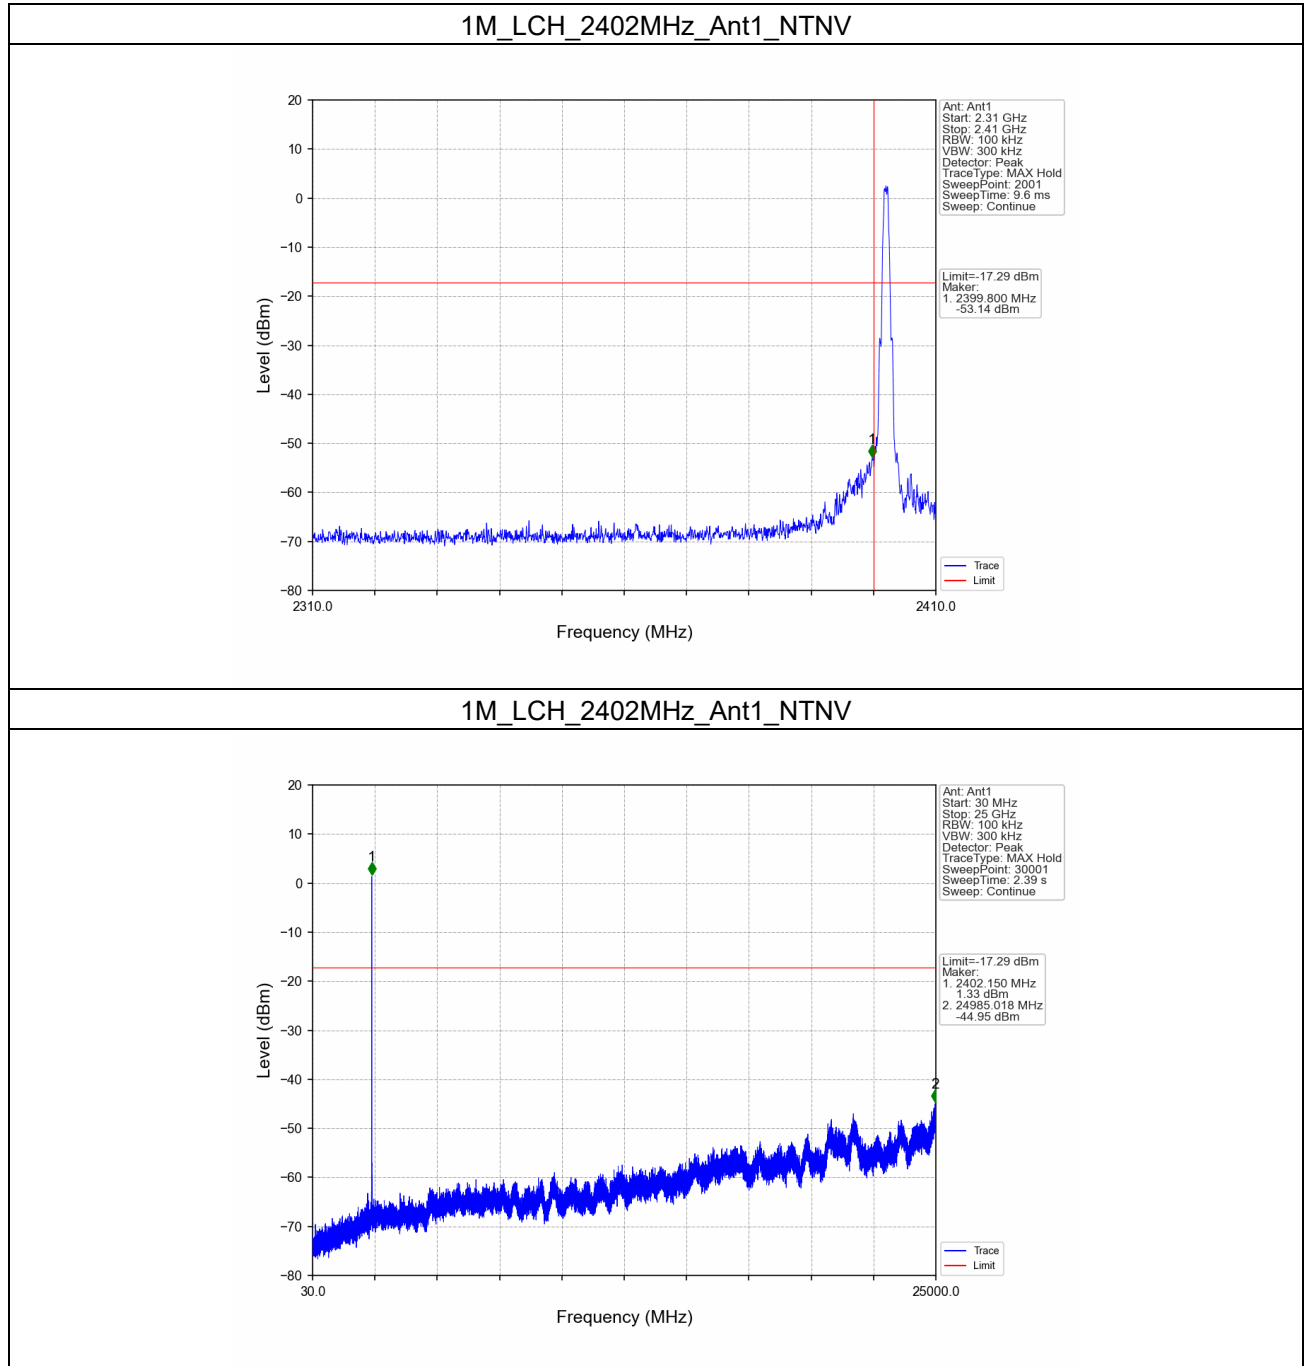 1M_LCH_2402MHz_Ant1_NTNV
20
10
0
−10
−20
−30
−40
−50
−60
−70
−80
Level (dBm)
1
2310.0
2410.0
Frequency (MHz)
Ant: Ant1
Start: 2.31 GHz
Stop: 2.41 GHz
RBW: 100 kHz
VBW: 300 kHz
Detector: Peak
TraceType: MAX Hold
SweepPoint: 2001
SweepTime: 9.6 ms
Sweep: Continue
Limit=-17.29 dBm
Maker:
1. 2399.800 MHz
-53.14 dBm
Trace
Limit
1M_LCH_2402MHz_Ant1_NTNV
20
10
0
−10
−20
−30
−40
−50
−60
−70
−80
Level (dBm)
1
2
30.0
25000.0
Frequency (MHz)
Ant: Ant1
Start: 30 MHz
Stop: 25 GHz
RBW: 100 kHz
VBW: 300 kHz
Detector: Peak
TraceType: MAX Hold
SweepPoint: 30001
SweepTime: 2.39 s
Sweep: Continue
Limit=-17.29 dBm
Maker:
1. 2402.150 MHz
1.33 dBm
2. 24985.018 MHz
-44.95 dBm
Trace
Limit